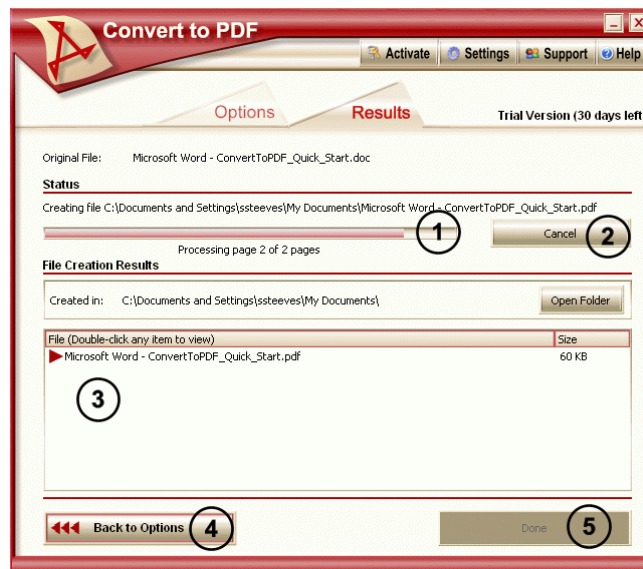 Convert to PDF
Activate Settings Support Help
Options Results Trial Version (30 days left
Original File: Microsoft Word - ConvertToPDF_Quick_Start.doc
Status
Creating file C:\Documents and Settings\ssteeves\My Documents\Microsoft Word - ConvertToPDF_Quick_Start.pdf
1
Cancel 2
Processing page 2 of 2 pages
File Creation Results
Created in: C:\Documents and Settings\ssteeves\My Documents\ Open Folder
File (Double-click any item to view) Size
Microsoft Word - ConvertToPDF_Quick_Start.pdf 60 KB
3
Back to Options 4 Done 5